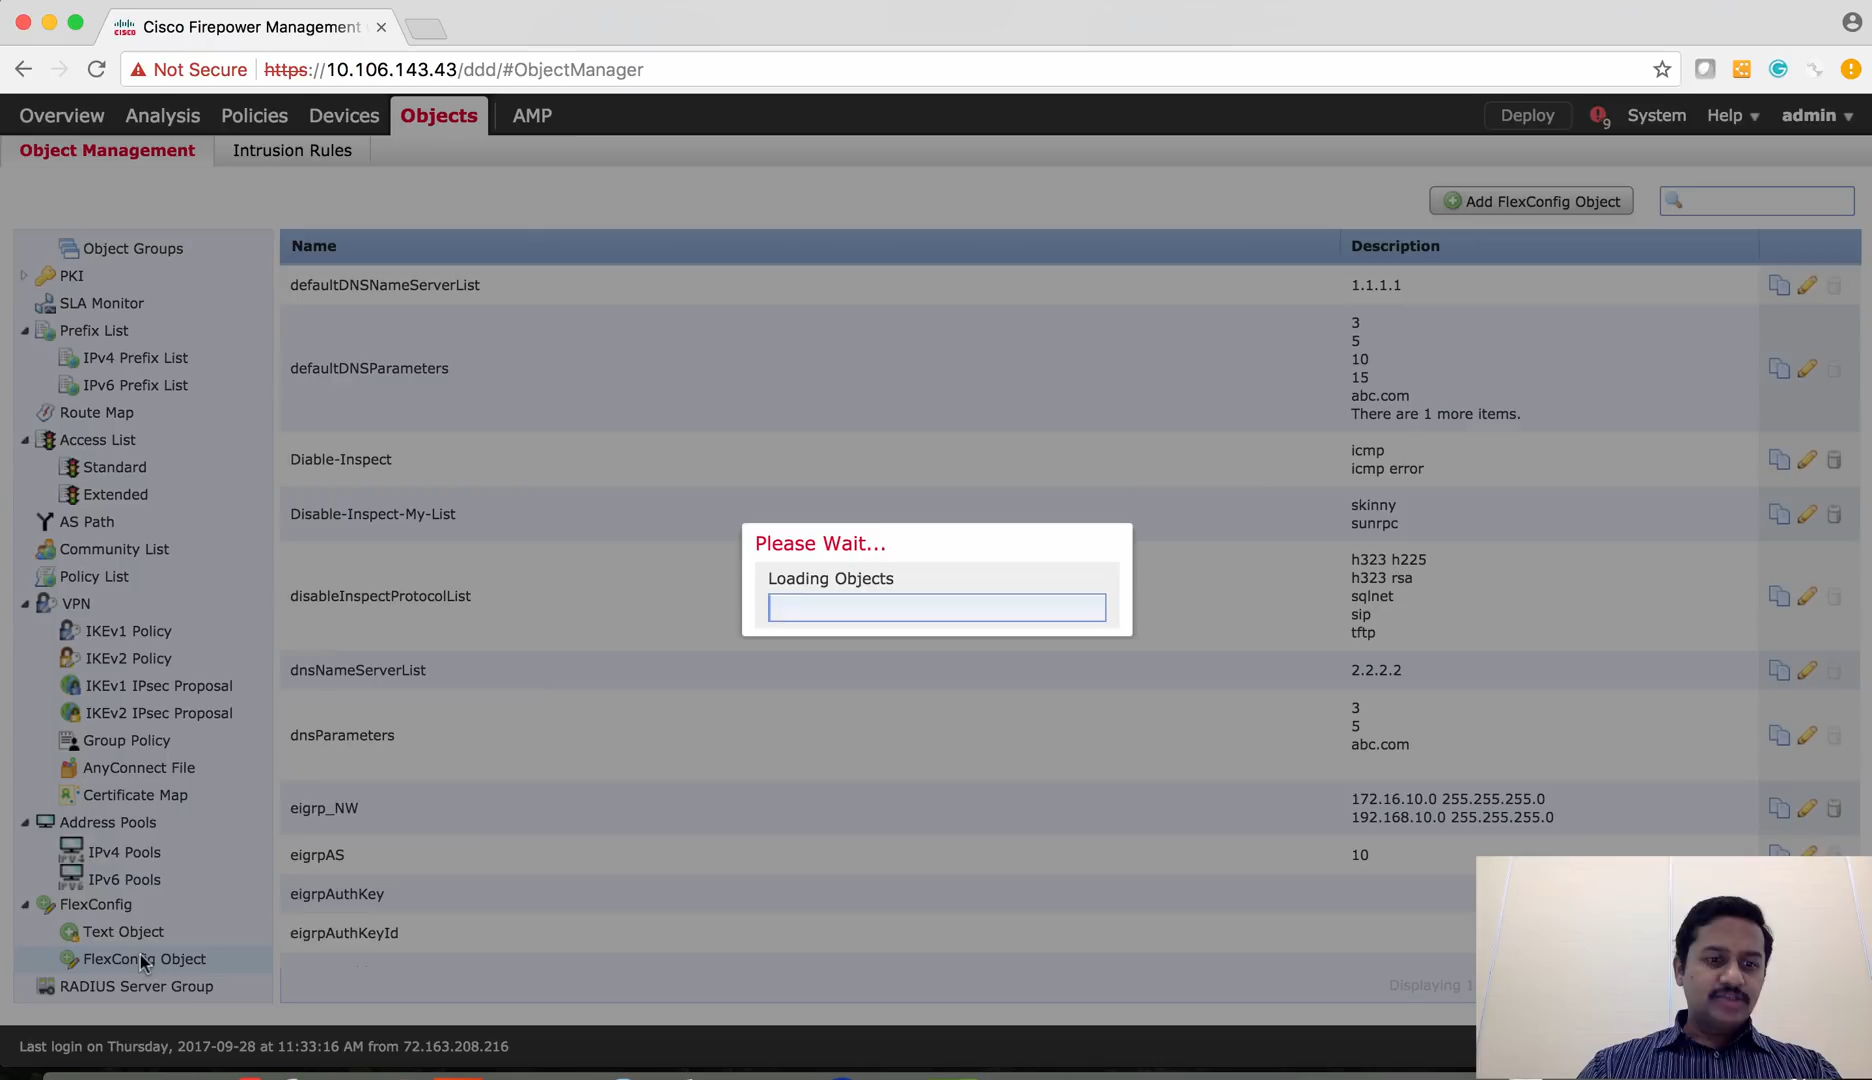 Cisco Firepower Management
Not Secure https://10.106.143.43/ddd/#ObjectManager
Overview Analysis Policies Devices Objects AMP Deploy 9 System Help admin
Object Management Intrusion Rules
Add FlexConfig Object
Object Groups
PKI
SLA Monitor
Prefix List
IPv4 Prefix List
IPv6 Prefix List
Route Map
Access List
Standard
Extended
AS Path
Community List
Policy List
VPN
IKEv1 Policy
IKEv2 Policy
IKEv1 IPsec Proposal
IKEv2 IPsec Proposal
Group Policy
AnyConnect File
Certificate Map
Address Pools
IPv4 Pools
IPv6 Pools
FlexConfig
Text Object
FlexConfig Object
RADIUS Server Group
Name Description
defaultDNSNameServerList 1.1.1.1
defaultDNSParameters 3
5
10
15
abc.com
There are 1 more items.
Diable-Inspect icmp
icmp error
Disable-Inspect-My-List skinny
sunrpc
disableInspectProtocolList h323 h225
h323 rsa
sqlnet
sip
tftp
dnsNameServerList 2.2.2.2
dnsParameters 3
5
abc.com
eigrp_NW 172.16.10.0 255.255.255.0
192.168.10.0 255.255.255.0
eigrpAS 10
eigrpAuthKey
eigrpAuthKeyId
Displaying 1
Please Wait...
Loading Objects
Last login on Thursday, 2017-09-28 at 11:33:16 AM from 72.163.208.216